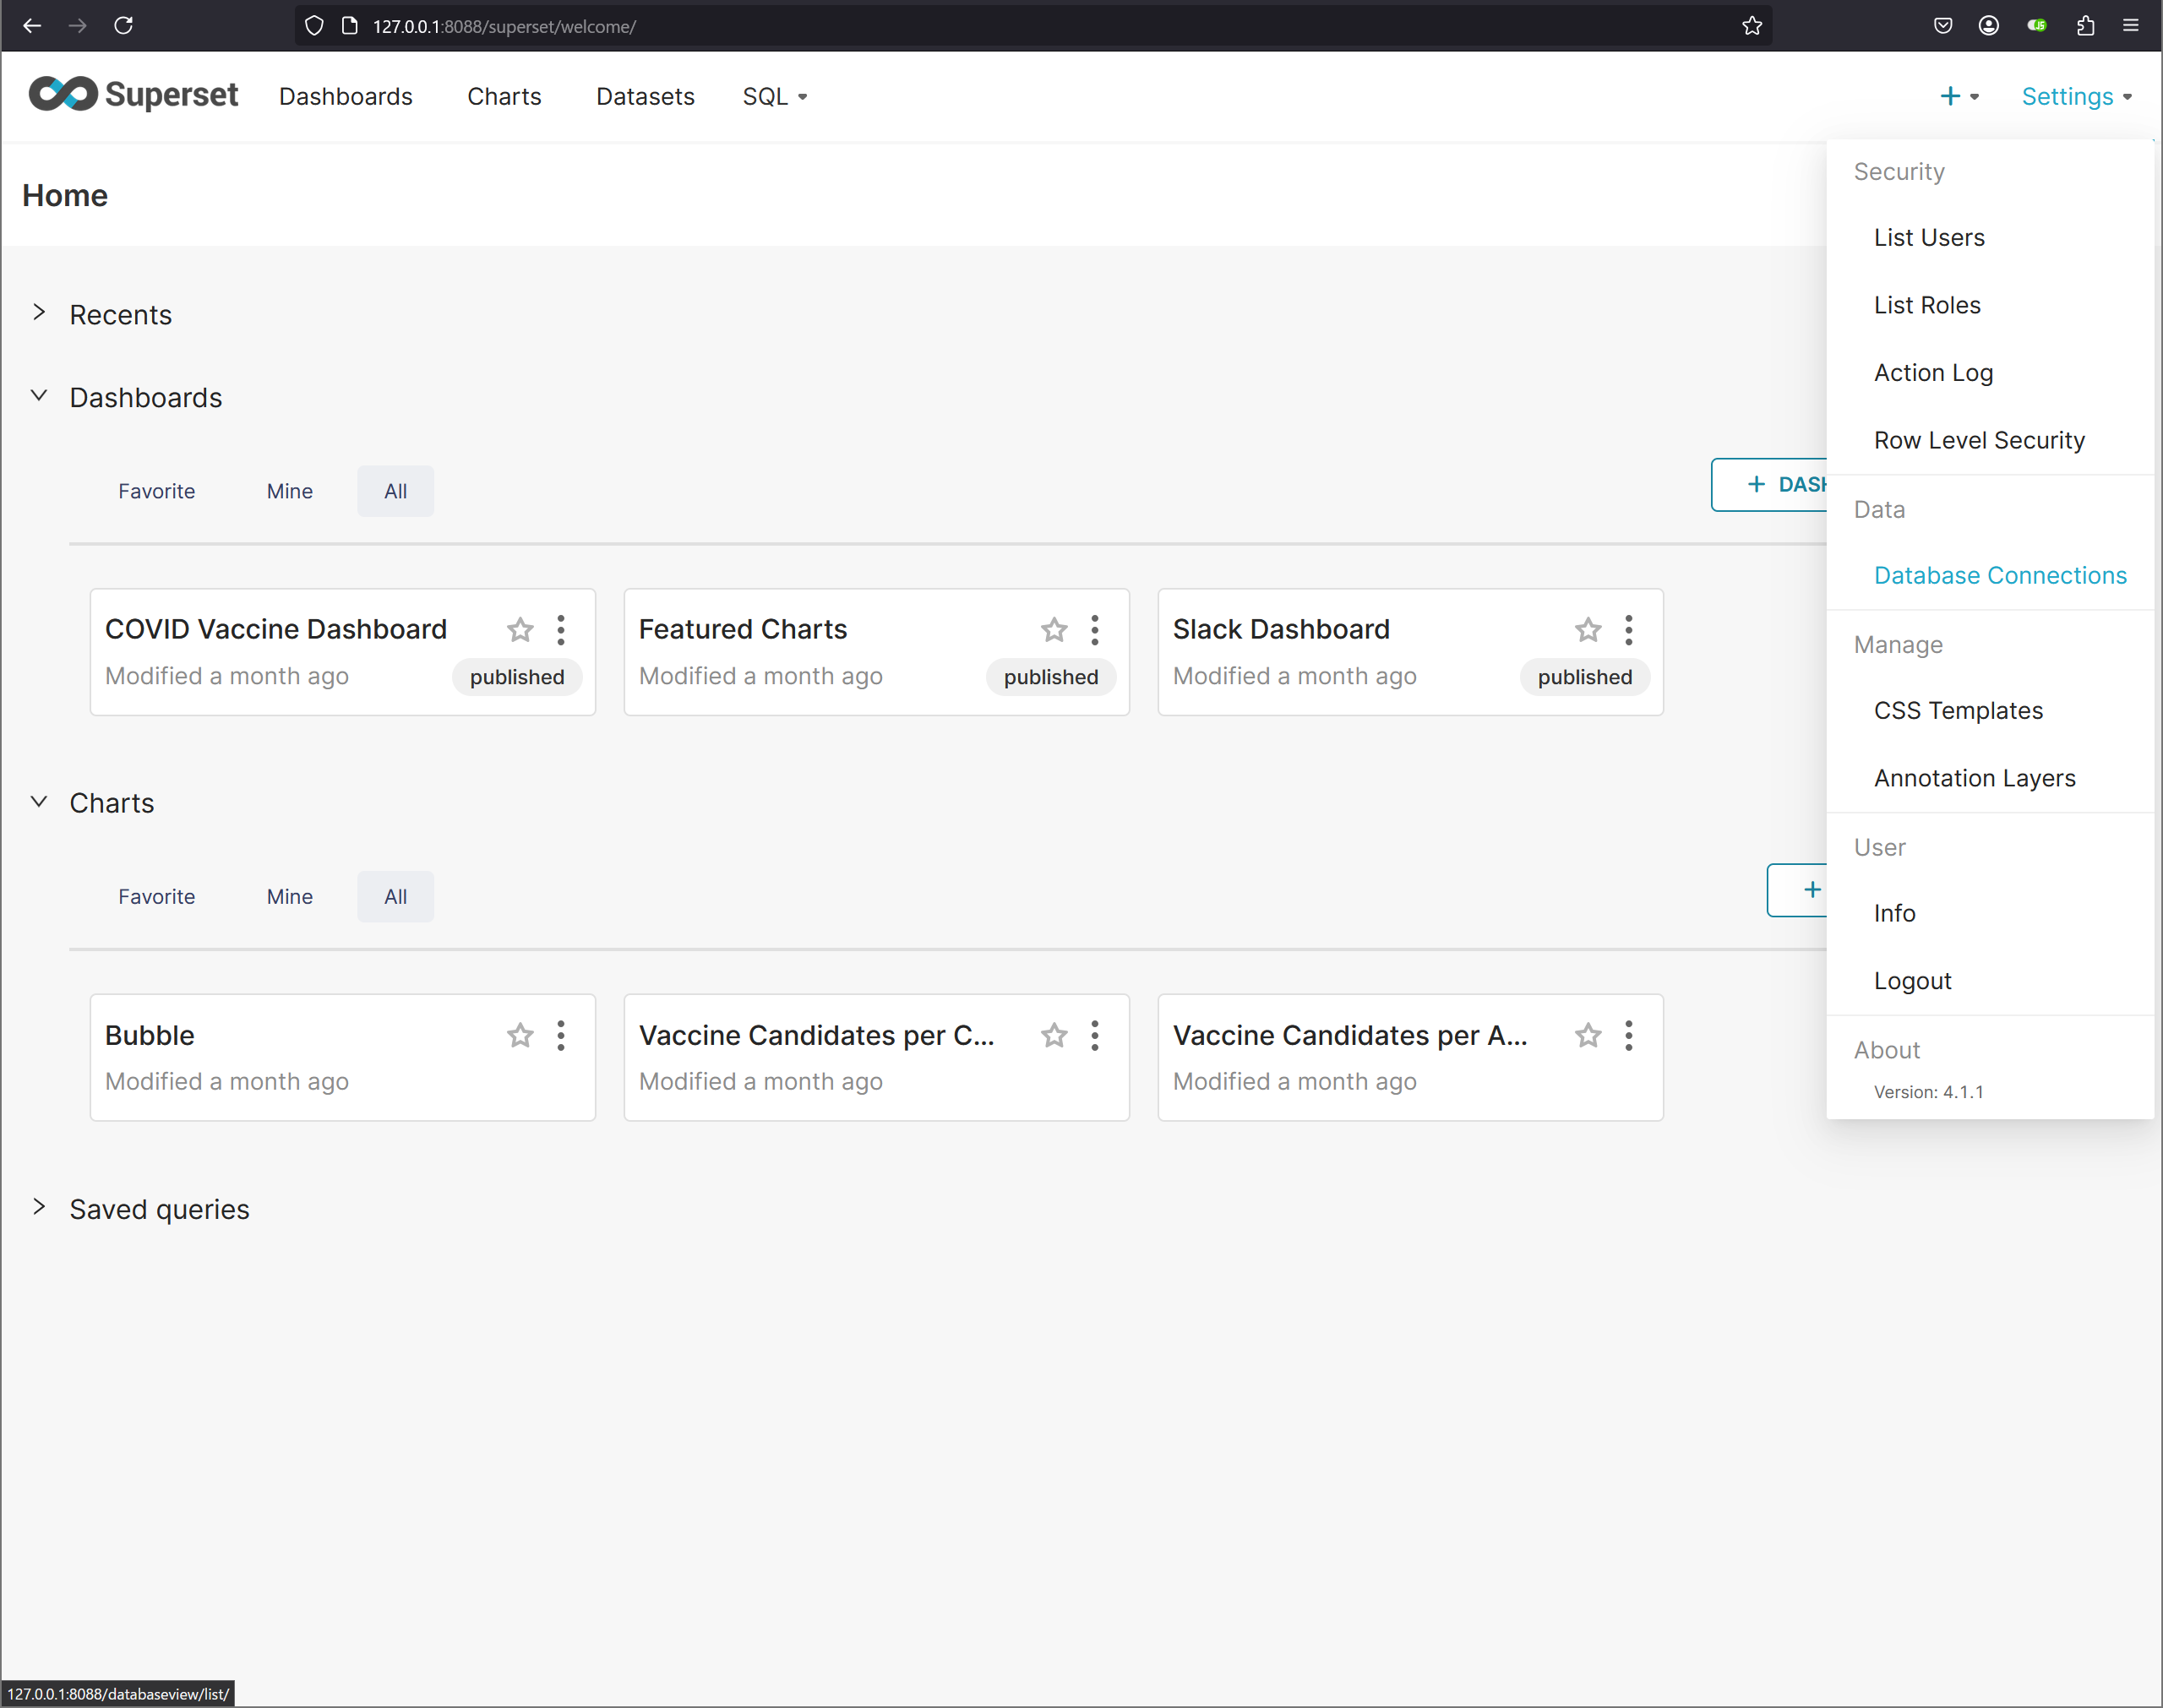 127.0.0.1:8088/superset/welcome/
JS
Superset Dashboards Charts Datasets SQL Settings
Home
Recents
Dashboards
Favorite Mine All
+ DASH
COVID Vaccine Dashboard
Modified a month ago published
Featured Charts
Modified a month ago published
Slack Dashboard
Modified a month ago published
Charts
Favorite Mine All
+
Bubble
Modified a month ago
Vaccine Candidates per C...
Modified a month ago
Vaccine Candidates per A...
Modified a month ago
Saved queries
Security
List Users
List Roles
Action Log
Row Level Security
Data
Database Connections
Manage
CSS Templates
Annotation Layers
User
Info
Logout
About
Version: 4.1.1
127.0.0.1:8088/databaseview/list/